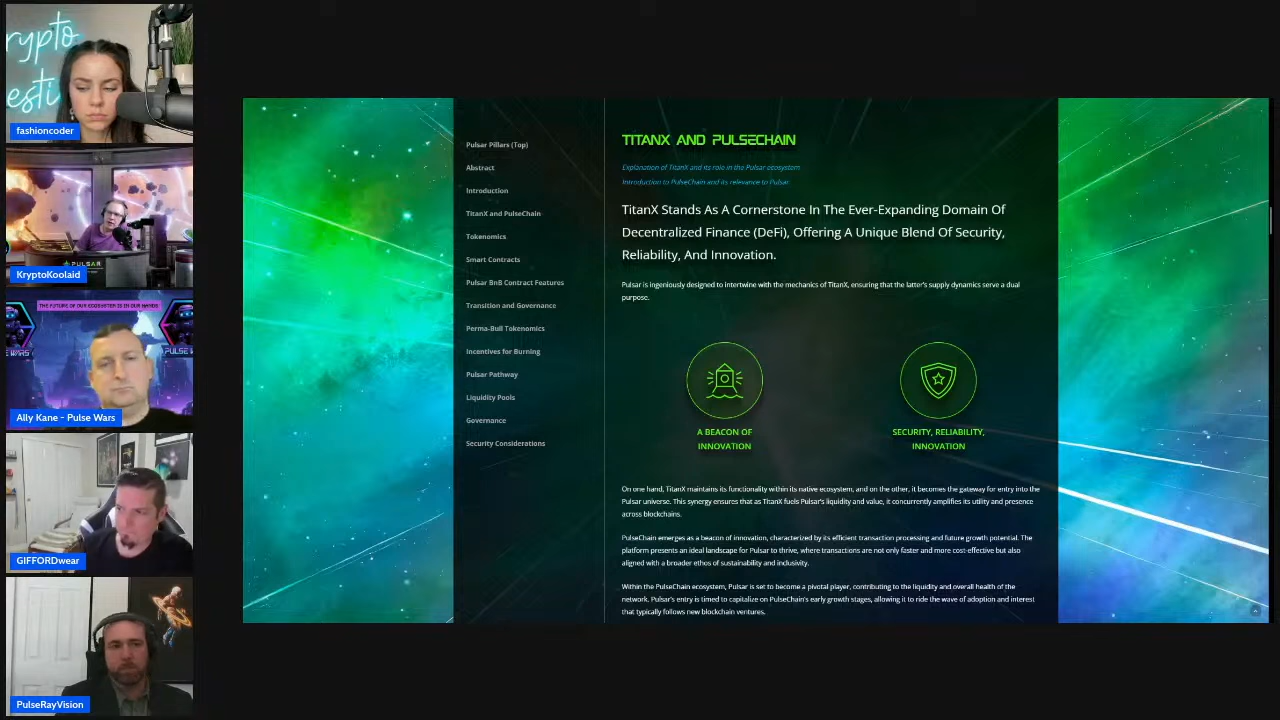 rypto
esti
fashioncoder
PULSAR
KryptoKoolaid
THE FUTURE OF OUR ECOSYSTEM IS IN OUR HANDS
Ally Kane - Pulse Wars
GIFFORDwear
PulseRayVision
Pulsar Pillars (Top)
Abstract
Introduction
TitanX and PulseChain
Tokenomics
Smart Contracts
Pulsar BnB Contract Features
Transition and Governance
Perma-Bull Tokenomics
Incentives for Burning
Pulsar Pathway
Liquidity Pools
Governance
Security Considerations
TITANX AND PULSECHAIN
Explanation of TitanX and its role in the Pulsar ecosystem
Introduction to PulseChain and its relevance to Pulsar
TitanX Stands As A Cornerstone In The Ever-Expanding Domain Of
Decentralized Finance (DeFi), Offering A Unique Blend Of Security,
Reliability, And Innovation.
Pulsar is ingeniously designed to intertwine with the mechanics of TitanX, ensuring that the latter's supply dynamics serve a dual
purpose.
A BEACON OF
INNOVATION
SECURITY, RELIABILITY,
INNOVATION
On one hand, TitanX maintains its functionality within its native ecosystem, and on the other, it becomes the gateway for entry into the
Pulsar universe. This synergy ensures that as TitanX fuels Pulsar's liquidity and value, it concurrently amplifies its utility and presence
across blockchains.
PulseChain emerges as a beacon of innovation, characterized by its efficient transaction processing and future growth potential. The
platform presents an ideal landscape for Pulsar to thrive, where transactions are not only faster and more cost-effective but also
aligned with a broader ethos of sustainability and inclusivity.
Within the PulseChain ecosystem, Pulsar is set to become a pivotal player, contributing to the liquidity and overall health of the
network. Pulsar's entry is timed to capitalize on PulseChain's early growth stages, allowing it to ride the wave of adoption and interest
that typically follows new blockchain ventures.